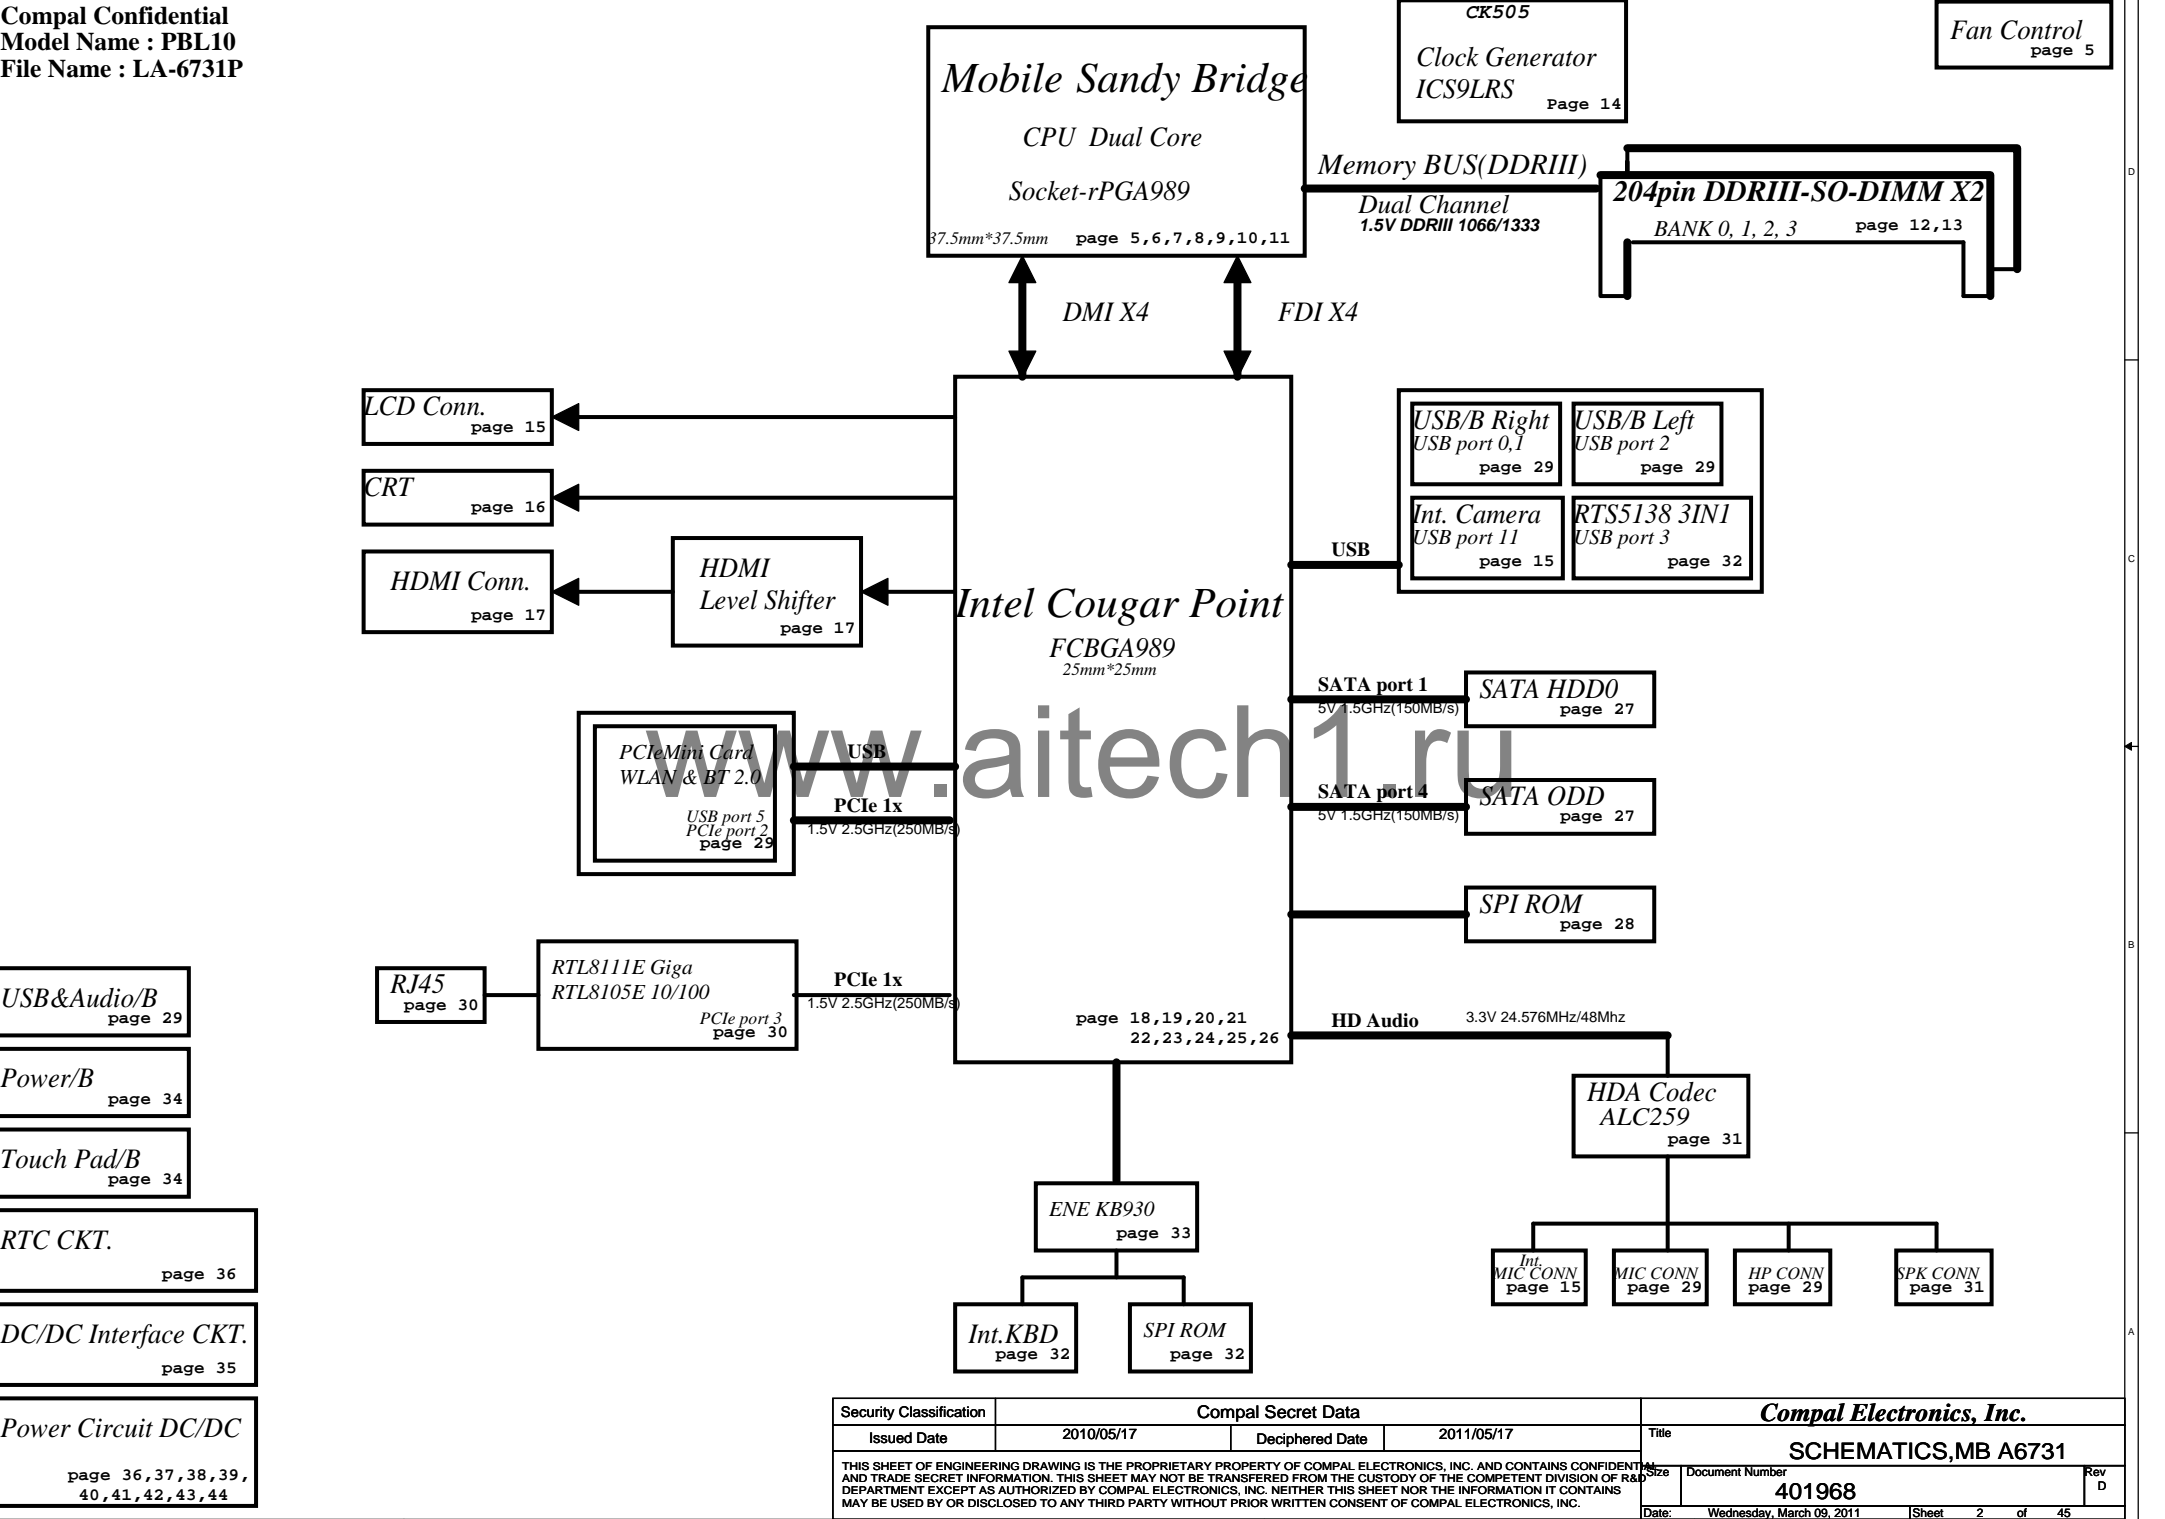 Compal Confidential
Model Name : PBL10
File Name : LA-6731P
Mobile Sandy Bridge
CPU Dual Core
Socket-rPGA989
37.5mm*37.5mm page 5,6,7,8,9,10,11
CK505
Clock Generator
ICS9LRS
Page 14
Fan Control
page 5
Memory BUS(DDRIII)
Dual Channel
1.5V DDRIII 1066/1333
204pin DDRIII-SO-DIMM X2
BANK 0, 1, 2, 3 page 12,13
D
DMI X4
FDI X4
LCD Conn.
page 15
CRT
page 16
HDMI Conn.
page 17
HDMI
Level Shifter
page 17
Intel Cougar Point
FCBGA989
25mm*25mm
USB
USB/B Right
USB port 0,1
page 29
USB/B Left
USB port 2
page 29
Int. Camera
USB port 11
page 15
RTS5138 3IN1
USB port 3
page 32
C
SATA port 1
5V 1.5GHz(150MB/s)
SATA HDD0
page 27
www.aitech1.ru
PCIeMini Card
WLAN & BT 2.0
USB port 5
PCIe port 2
page 29
USB
PCIe 1x
1.5V 2.5GHz(250MB/s)
SATA port 4
5V 1.5GHz(150MB/s)
SATA ODD
page 27
SPI ROM
page 28
B
RJ45
page 30
RTL8111E Giga
RTL8105E 10/100
PCIe port 3
page 30
PCIe 1x
1.5V 2.5GHz(250MB/s)
page 18,19,20,21
22,23,24,25,26
HD Audio
3.3V 24.576MHz/48Mhz
HDA Codec
ALC259
page 31
USB&Audio/B
page 29
Power/B
page 34
Touch Pad/B
page 34
RTC CKT.
page 36
DC/DC Interface CKT.
page 35
Power Circuit DC/DC
page 36,37,38,39,
40,41,42,43,44
ENE KB930
page 33
Int.KBD
page 32
SPI ROM
page 32
Int.
MIC CONN
page 15
MIC CONN
page 29
HP CONN
page 29
SPK CONN
page 31
A
Security Classification
Compal Secret Data
Issued Date
2010/05/17
Deciphered Date
2011/05/17
THIS SHEET OF ENGINEERING DRAWING IS THE PROPRIETARY PROPERTY OF COMPAL ELECTRONICS, INC. AND CONTAINS CONFIDENTIAL
AND TRADE SECRET INFORMATION. THIS SHEET MAY NOT BE TRANSFERED FROM THE CUSTODY OF THE COMPETENT DIVISION OF R&D
DEPARTMENT EXCEPT AS AUTHORIZED BY COMPAL ELECTRONICS, INC. NEITHER THIS SHEET NOR THE INFORMATION IT CONTAINS
MAY BE USED BY OR DISCLOSED TO ANY THIRD PARTY WITHOUT PRIOR WRITTEN CONSENT OF COMPAL ELECTRONICS, INC.
Compal Electronics, Inc.
Title
SCHEMATICS,MB A6731
Size
Document Number
401968
Rev
D
Date: Wednesday, March 09, 2011
Sheet 2 of 45